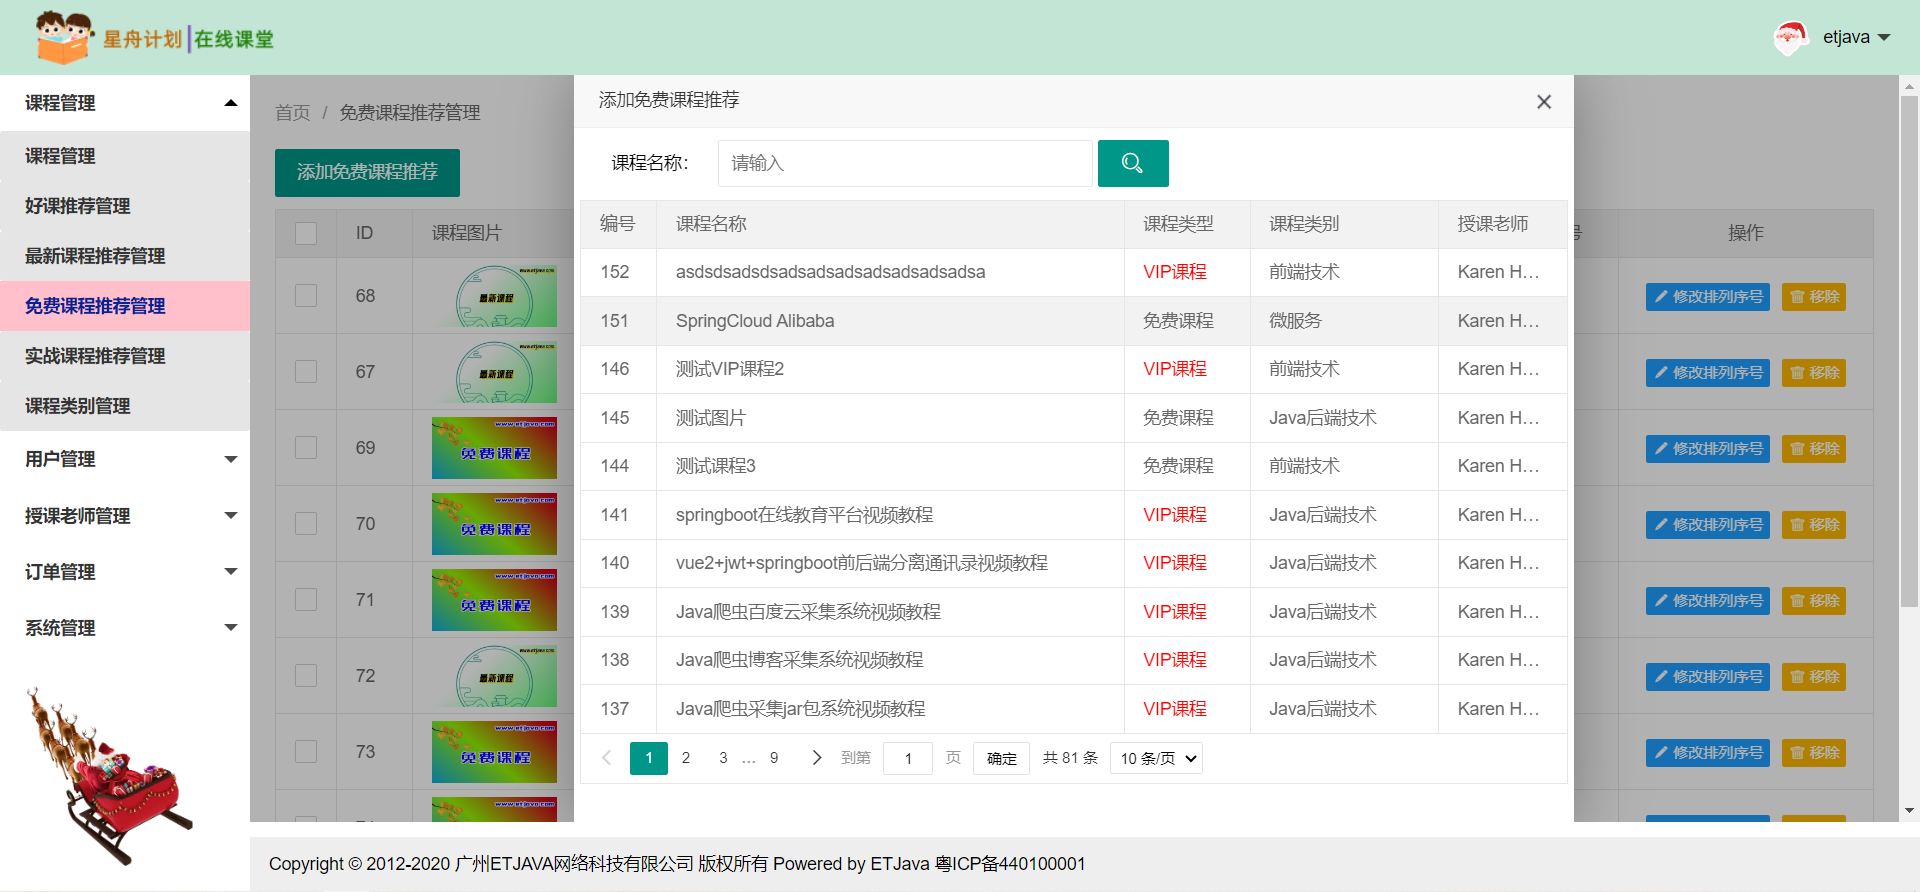 星舟计划|在线课堂
etjava
课程管理
课程管理
好课推荐管理
最新课程推荐管理
免费课程推荐管理
实战课程推荐管理
课程类别管理
用户管理
授课老师管理
订单管理
系统管理
首页 / 免费课程推荐管理
添加免费课程推荐
ID 课程图片 号 操作
68 最新课程 修改排列序号 移除
67 最新课程 修改排列序号 移除
69 www.etjava.com 免费课程 修改排列序号 移除
70 www.etjava.com 免费课程 修改排列序号 移除
71 www.etjava.com 免费课程 修改排列序号 移除
72 最新课程 修改排列序号 移除
73 www.etjava.com 免费课程 修改排列序号 移除
www.etjava.com
添加免费课程推荐
课程名称： 请输入
编号 课程名称 课程类型 课程类别 授课老师
152 asdsdsadsdsadsadsadsadsadsadsadsa VIP课程 前端技术 Karen H…
151 SpringCloud Alibaba 免费课程 微服务 Karen H…
146 测试VIP课程2 VIP课程 前端技术 Karen H…
145 测试图片 免费课程 Java后端技术 Karen H…
144 测试课程3 免费课程 前端技术 Karen H…
141 springboot在线教育平台视频教程 VIP课程 Java后端技术 Karen H…
140 vue2+jwt+springboot前后端分离通讯录视频教程 VIP课程 Java后端技术 Karen H…
139 Java爬虫百度云采集系统视频教程 VIP课程 Java后端技术 Karen H…
138 Java爬虫博客采集系统视频教程 VIP课程 Java后端技术 Karen H…
137 Java爬虫采集jar包系统视频教程 VIP课程 Java后端技术 Karen H…
1 2 3 … 9 到第 1 页 确定 共 81 条 10 条/页
Copyright © 2012-2020 广州ETJAVA网络科技有限公司 版权所有 Powered by ETJava 粤ICP备440100001